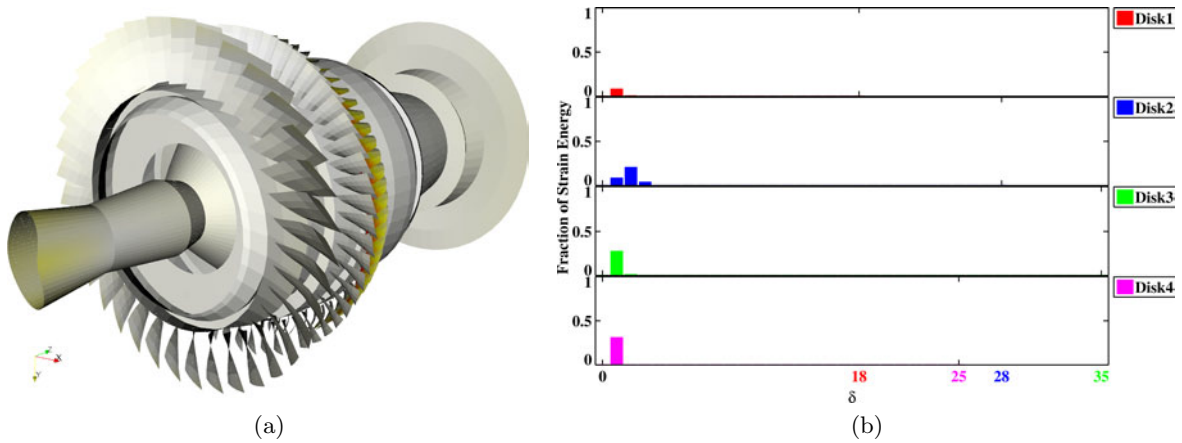 Z
X
Y
(a)
Fraction of Strain Energy
1
0.5
0
Disk1
1
0.5
0
Disk2
1
0.5
0
Disk3
1
0.5
0
Disk4
0 18 25 28 35
δ
(b)